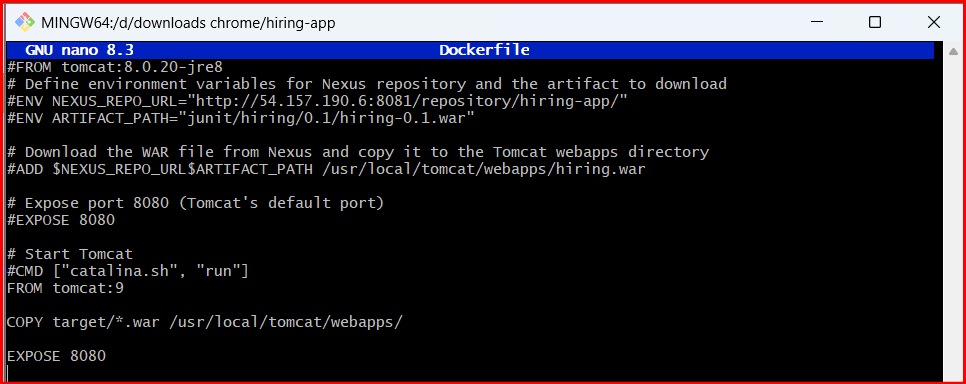 MINGW64:/d/downloads chrome/hiring-app
GNU nano 8.3 Dockerfile
#FROM tomcat:8.0.20-jre8
# Define environment variables for Nexus repository and the artifact to download
#ENV NEXUS_REPO_URL="http://54.157.190.6:8081/repository/hiring-app/"
#ENV ARTIFACT_PATH="junit/hiring/0.1/hiring-0.1.war"
# Download the WAR file from Nexus and copy it to the Tomcat webapps directory
#ADD $NEXUS_REPO_URL$ARTIFACT_PATH /usr/local/tomcat/webapps/hiring.war
# Expose port 8080 (Tomcat's default port)
#EXPOSE 8080
# Start Tomcat
#CMD ["catalina.sh", "run"]
FROM tomcat:9
COPY target/*.war /usr/local/tomcat/webapps/
EXPOSE 8080